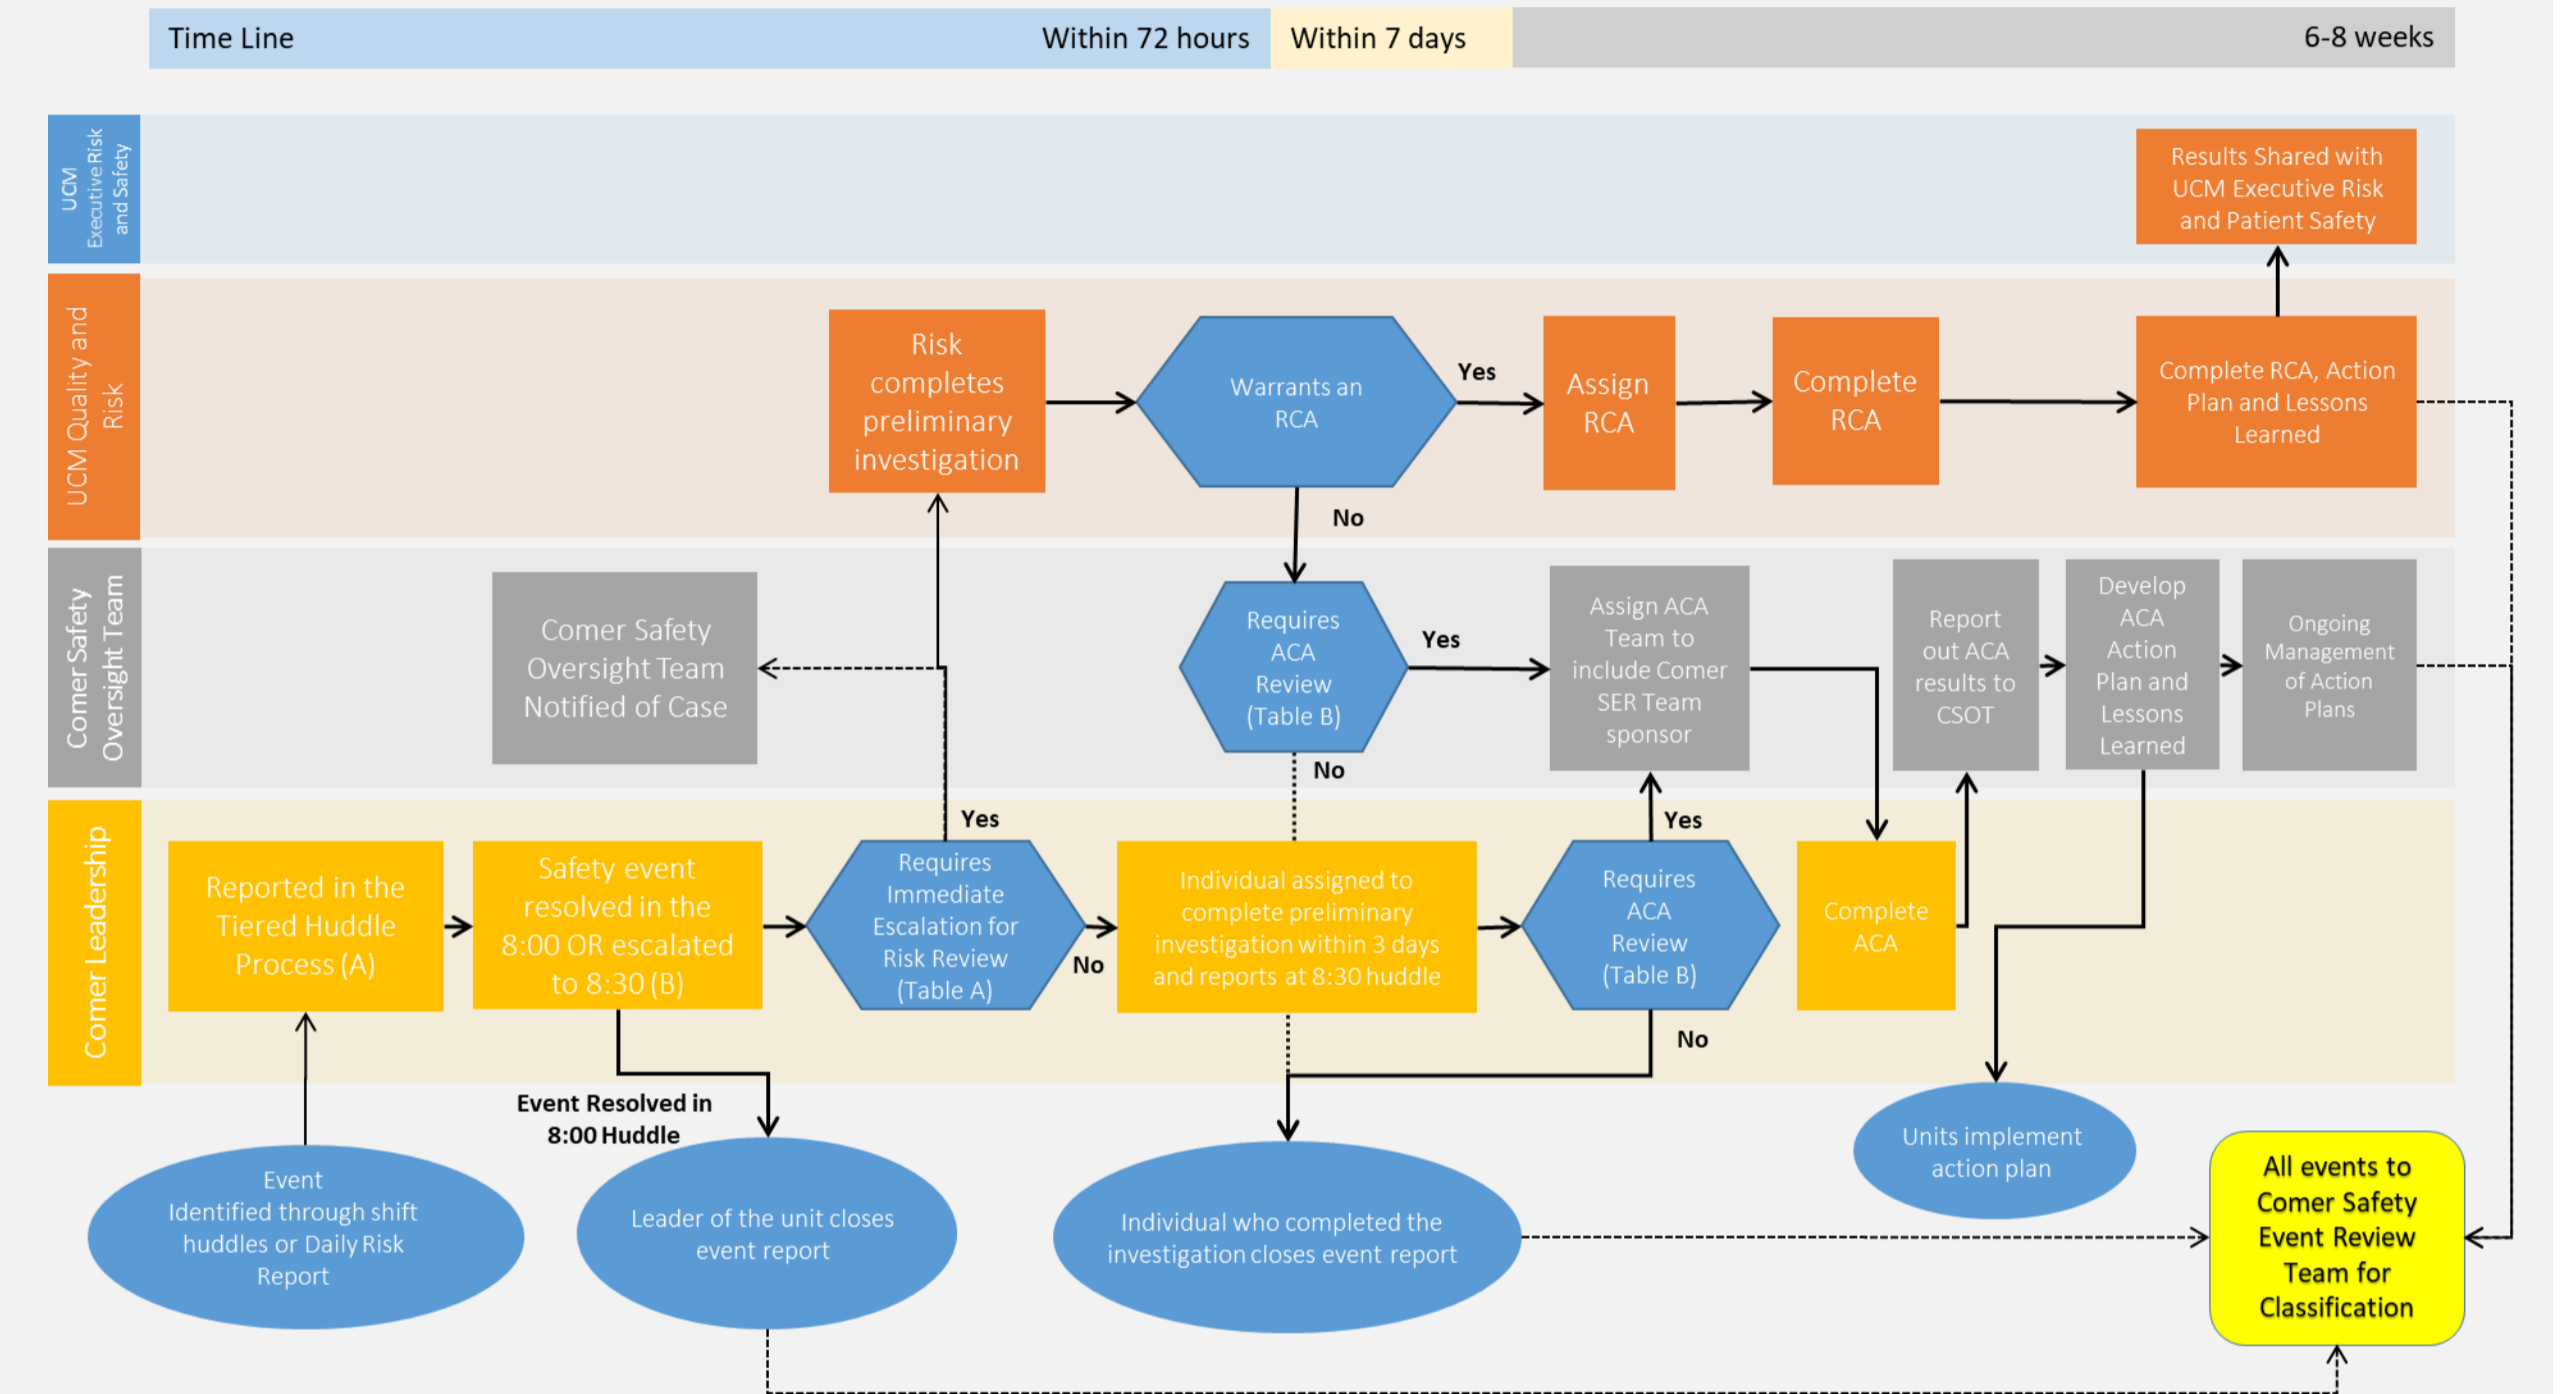 Time Line
Within 72 hours
Within 7 days
6-8 weeks
UCM
Executive Risk
and Safety
Results Shared with
UCM Executive Risk
and Patient Safety
UCM Quality and
Risk
Risk
completes
preliminary
investigation
Warrants an
RCA
Yes
No
Assign
RCA
Complete
RCA
Complete RCA, Action
Plan and Lessons
Learned
Comer Safety
Oversight Team
Comer Safety
Oversight Team
Notified of Case
Requires
ACA
Review
(Table B)
Yes
No
Assign ACA
Team to
include Comer
SER Team
sponsor
Report
out ACA
results to
CSOT
Develop
ACA
Action
Plan and
Lessons
Learned
Ongoing
Management
of Action
Plans
Comer Leadership
Reported in the
Tiered Huddle
Process (A)
Safety event
resolved in the
8:00 OR escalated
to 8:30 (B)
Yes
Requires
Immediate
Escalation for
Risk Review
(Table A)
No
Individual assigned to
complete preliminary
investigation within 3 days
and reports at 8:30 huddle
Yes
Requires
ACA
Review
(Table B)
No
Complete
ACA
Event Resolved in
8:00 Huddle
Event
Identified through shift
huddles or Daily Risk
Report
Leader of the unit closes
event report
Individual who completed the
investigation closes event report
Units implement
action plan
All events to
Comer Safety
Event Review
Team for
Classification